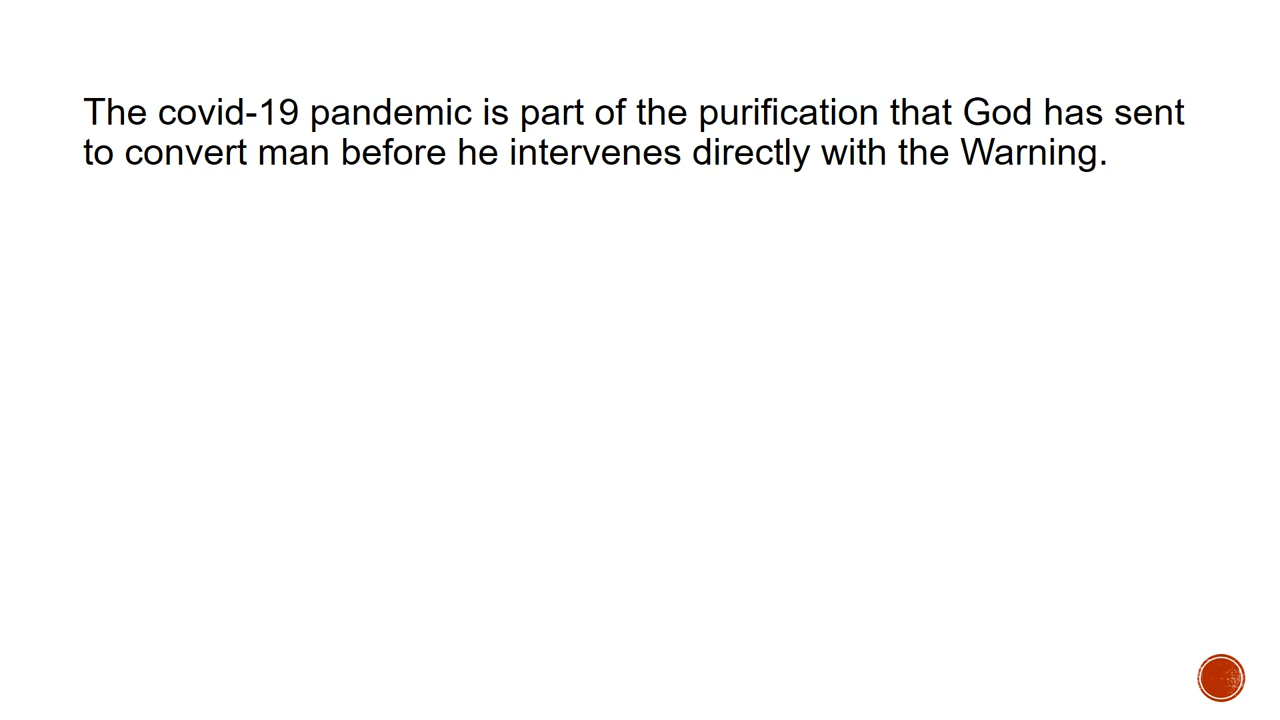 The covid-19 pandemic is part of the purification that God has sent
to convert man before he intervenes directly with the Warning.